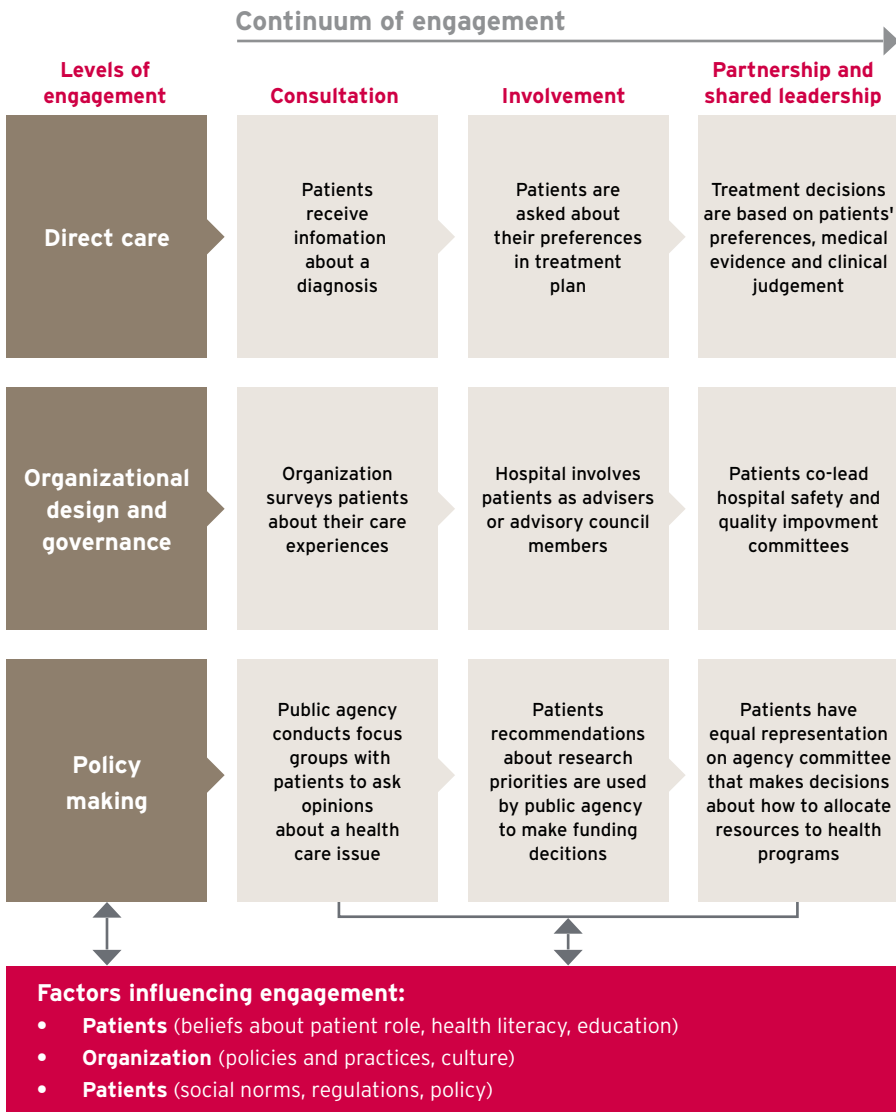 Continuum of engagement
Levels of
engagement
Consultation
Involvement
Partnership and
shared leadership
Direct care
Patients
receive
infomation
about a
diagnosis
Patients are
asked about
their preferences
in treatment
plan
Treatment decisions
are based on patients'
preferences, medical
evidence and clinical
judgement
Organizational
design and
governance
Organization
surveys patients
about their care
experiences
Hospital involves
patients as advisers
or advisory council
members
Patients co-lead
hospital safety and
quality impovment
committees
Policy
making
Public agency
conducts focus
groups with
patients to ask
opinions
about a health
care issue
Patients
recommendations
about research
priorities are used
by public agency
to make funding
decitions
Patients have
equal representation
on agency committee
that makes decisions
about how to allocate
resources to health
programs
Factors influencing engagement:
• Patients (beliefs about patient role, health literacy, education)
• Organization (policies and practices, culture)
• Patients (social norms, regulations, policy)